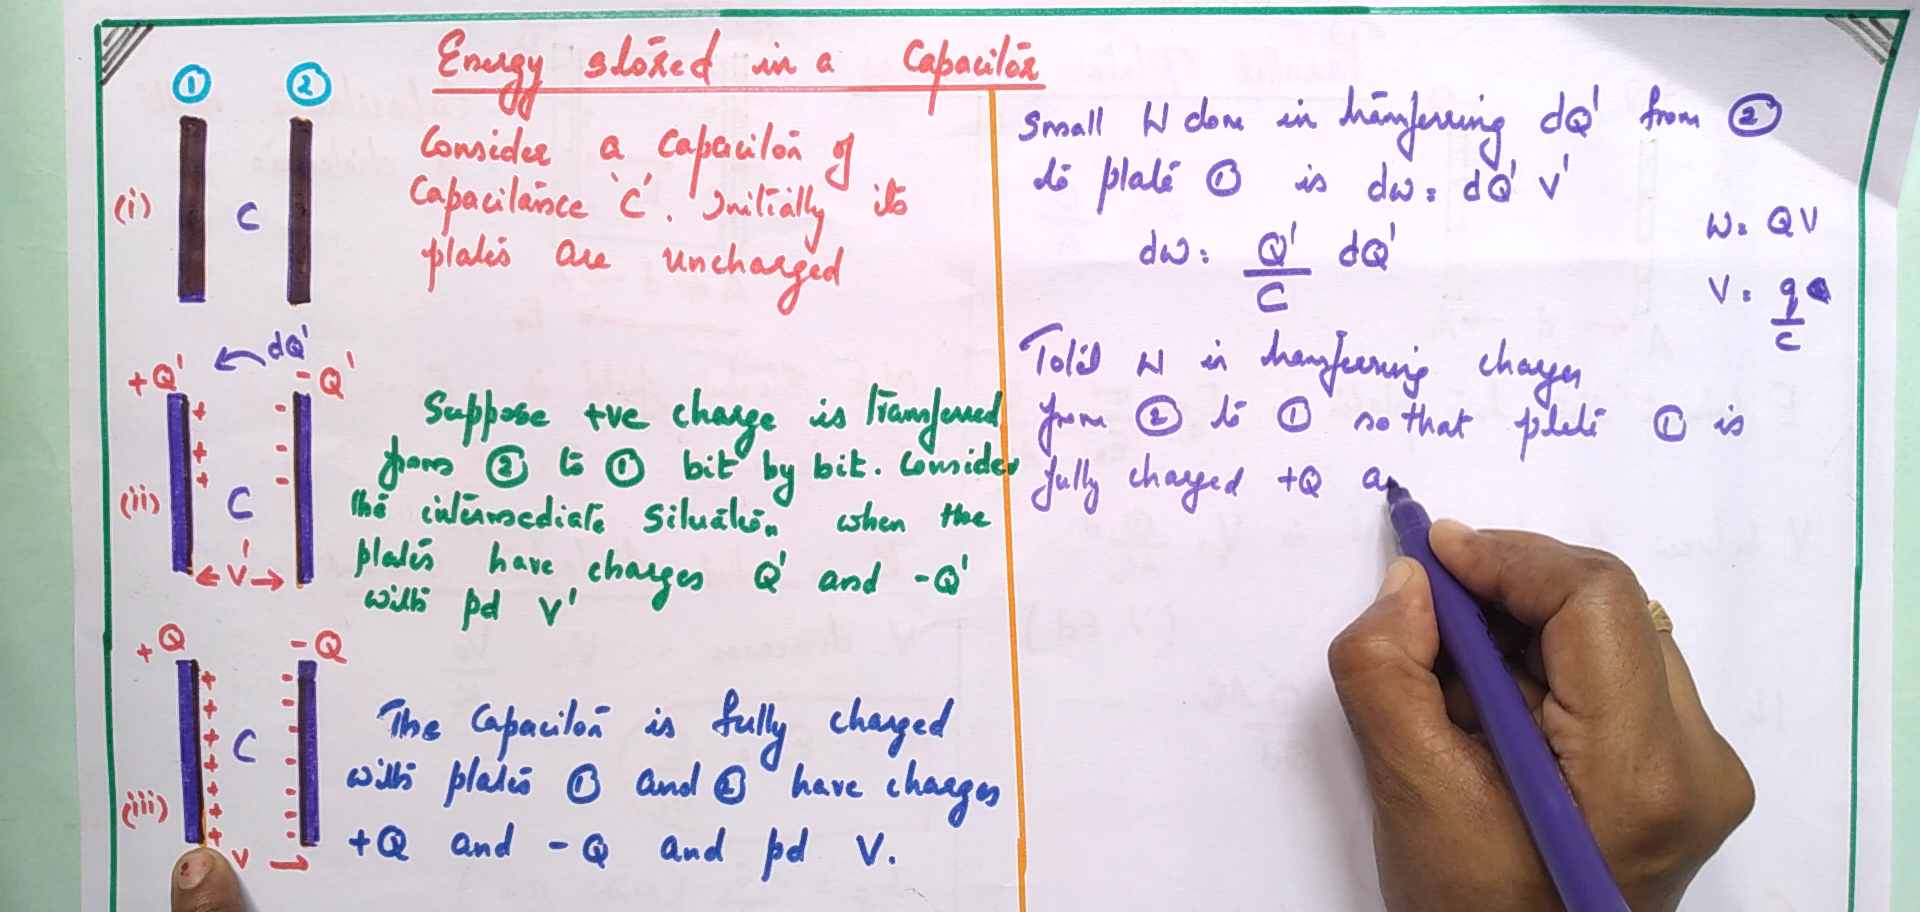 Energy stored in a Capacitor
① ②
(i) C
Consider a Capacitor of
Capacitance 'C'. Initially its
plates are uncharged
dQ'
+Q' -Q'
(ii) C
V'
Suppose +ve charge is Transferred
from ② to ① bit by bit. Consider
the intermediate Situation when the
plates have charges Q' and -Q'
with pd V'
+Q -Q
(iii) C
V
The Capacitor is fully charged
with plates ① and ② have charges
+Q and -Q and pd V.
Small W done in transferring dQ' from ②
to plate ① is dw = dQ' V'
dw = Q'/C dQ'
W = QV
V = q/C
Total W in transferring charges
from ② to ① so that plate ① is
fully charged +Q a